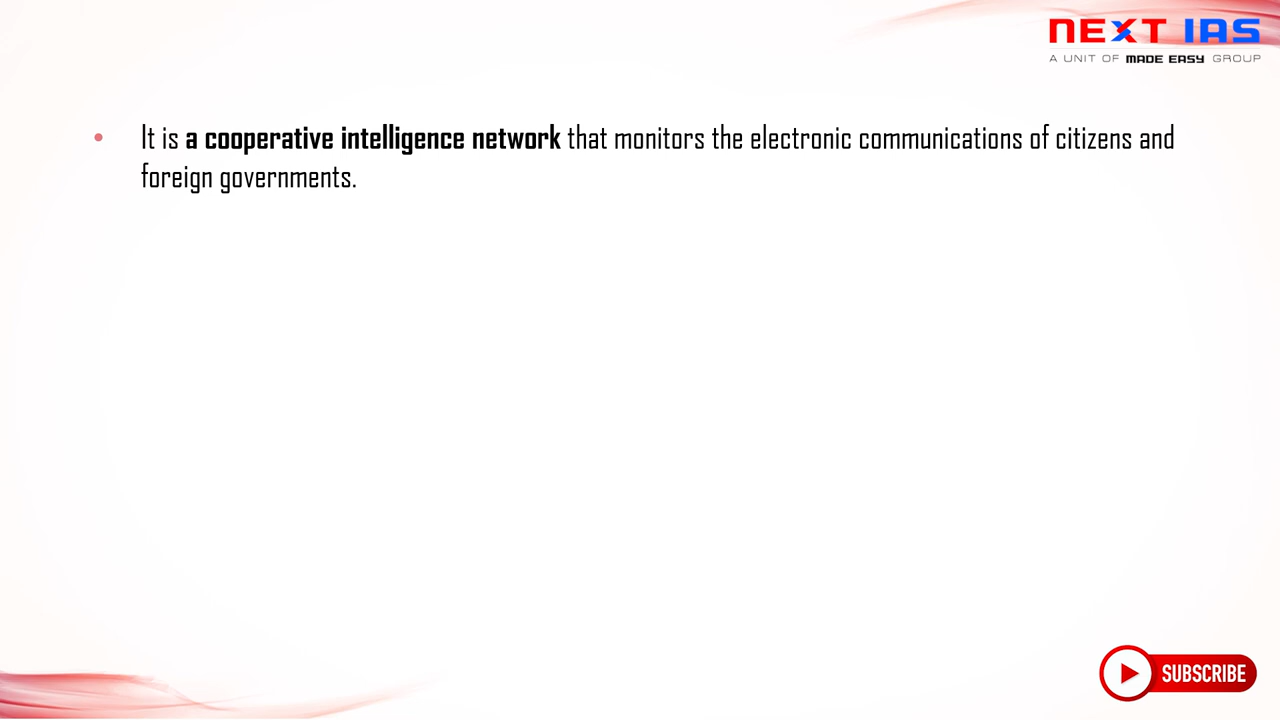 NEXT IAS
A UNIT OF MADE EASY GROUP
• It is a cooperative intelligence network that monitors the electronic communications of citizens and
foreign governments.
SUBSCRIBE